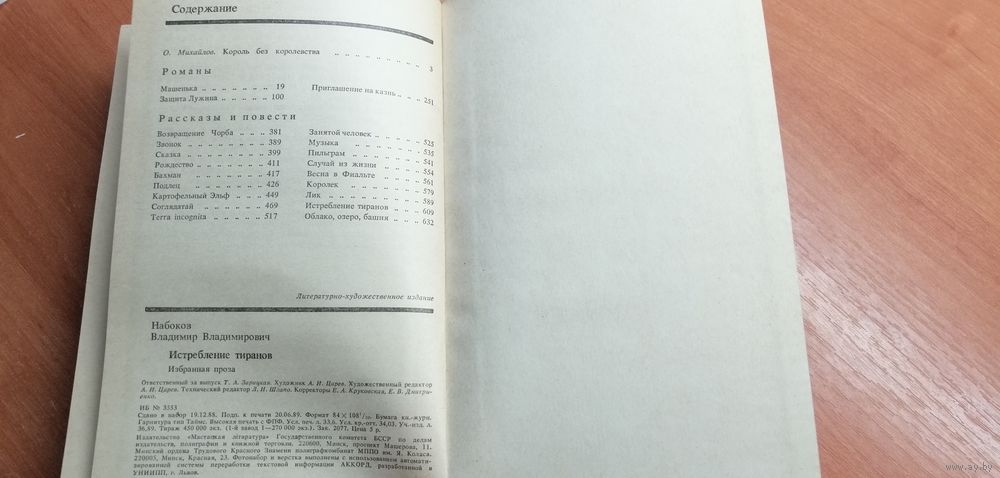 Содержание
О. Михайлов. Король без королевства .. .. .. .. .. .. .. 3
Романы
Машенька .. .. .. .. .. .. 19
Защита Лужина .. .. .. .. 100
Приглашение на казнь .. .. .. 251
Рассказы и повести
Возвращение Чорба .. .. .. 381
Звонок .. .. .. .. .. .. 389
Сказка .. .. .. .. .. .. 399
Рождество .. .. .. .. .. 411
Бахман .. .. .. .. .. .. 417
Подлец .. .. .. .. .. .. 426
Картофельный Эльф .. .. .. 449
Соглядатай .. .. .. .. .. 469
Terra incognita .. .. .. .. .. 517
Занятой человек .. .. .. .. 525
Музыка .. .. .. .. .. .. 535
Пильграм .. .. .. .. .. 541
Случай из жизни .. .. .. .. 554
Весна в Фиальте .. .. .. .. 561
Королек .. .. .. .. .. .. 579
Лик .. .. .. .. .. .. .. 589
Истребление тиранов .. .. .. 609
Облако, озеро, башня .. .. .. 632
Литературно-художественное издание
Набоков
Владимир Владимирович
Истребление тиранов
Избранная проза
Ответственный за выпуск Т. А. Зарицкая. Художник А. И. Царев. Художественный редактор
А. И. Царев. Технический редактор Л. Н. Шлапо. Корректоры Е. А. Круковская, Е. В. Дмитри-
енко.
ИБ № 3553
Сдано в набор 19.12.88. Подп. к печати 20.06.89. Формат 84×108¹/₃₂. Бумага кн.-журн.
Гарнитура тип Таймс. Высокая печать с ФПФ. Усл. печ. л. 33,6. Усл. кр.-отт. 34,03. Уч.-изд. л.
36,89. Тираж 450 000 экз. (1-й завод 1—270 000 экз.). Зак. 2077. Цена 5 р.
Издательство «Мастацкая літаратура» Государственного комитета БССР по делам
издательств, полиграфии и книжной торговли. 220600, Минск, проспект Машерова, 11.
Минский ордена Трудового Красного Знамени полиграфкомбинат МППО им. Я. Коласа.
220005, Минск, Красная, 23. Фотонабор и верстка выполнены с использованием автомати-
зированной системы переработки текстовой информации АККОРД, разработанной в
УНИИПП, г. Львов.
www.ay.by